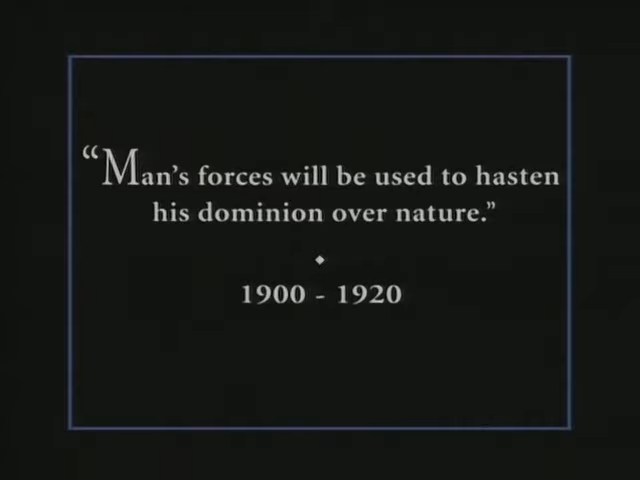 “Man’s forces will be used to hasten
his dominion over nature.”
1900 - 1920